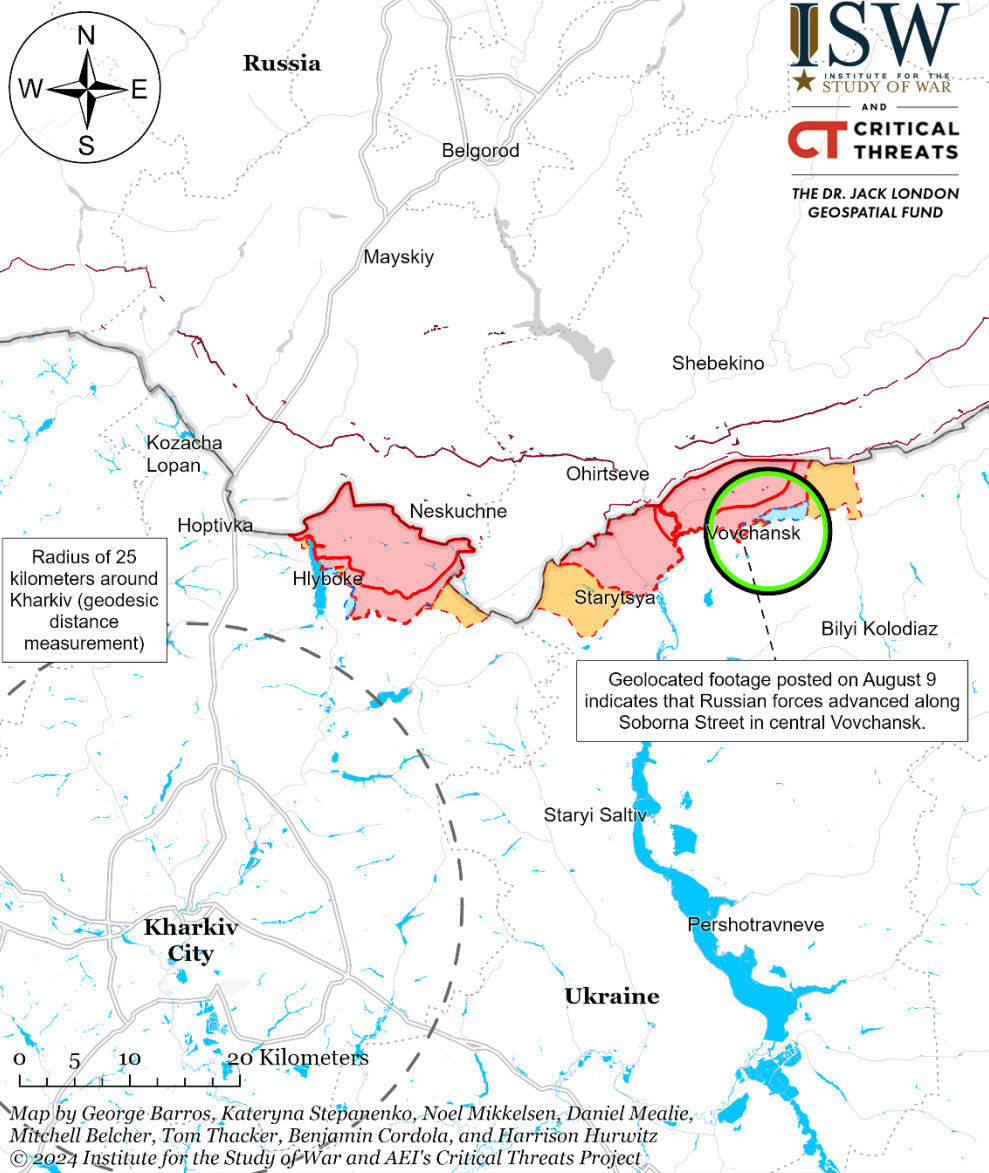 N
W
E
S
Russia
ISW
INSTITUTE FOR THE
STUDY OF WAR
AND
CT CRITICAL
THREATS
THE DR. JACK LONDON
GEOSPATIAL FUND
Belgorod
Mayskiy
Shebekino
Kozacha
Lopan
Ohirtseve
Neskuchne
Hoptivka
Vovchansk
Radius of 25
kilometers around
Kharkiv (geodesic
distance
measurement)
Hlyboke
Starytsya
Bilyi Kolodiaz
Geolocated footage posted on August 9
indicates that Russian forces advanced along
Soborna Street in central Vovchansk.
Staryi Saltiv
Pershotravneve
Kharkiv
City
Ukraine
0 5 10 20 Kilometers
Map by George Barros, Kateryna Stepanenko, Noel Mikkelsen, Daniel Mealie,
Mitchell Belcher, Tom Thacker, Benjamin Cordola, and Harrison Hurwitz
© 2024 Institute for the Study of War and AEI's Critical Threats Project